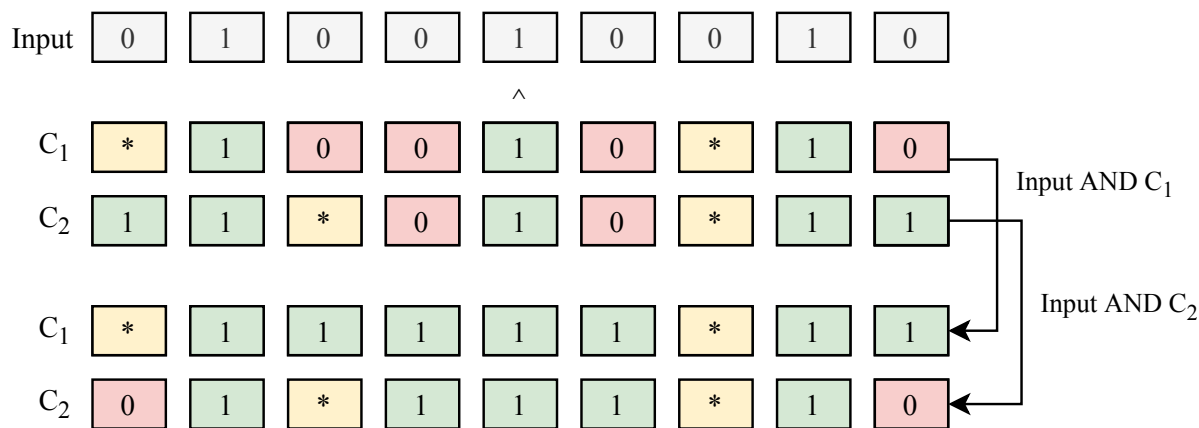 Input 0 1 0 0 1 0 0 1 0
^
C1 * 1 0 0 1 0 * 1 0
Input AND C1
C2 1 1 * 0 1 0 * 1 1
Input AND C2
C1 * 1 1 1 1 1 * 1 1
C2 0 1 * 1 1 1 * 1 0